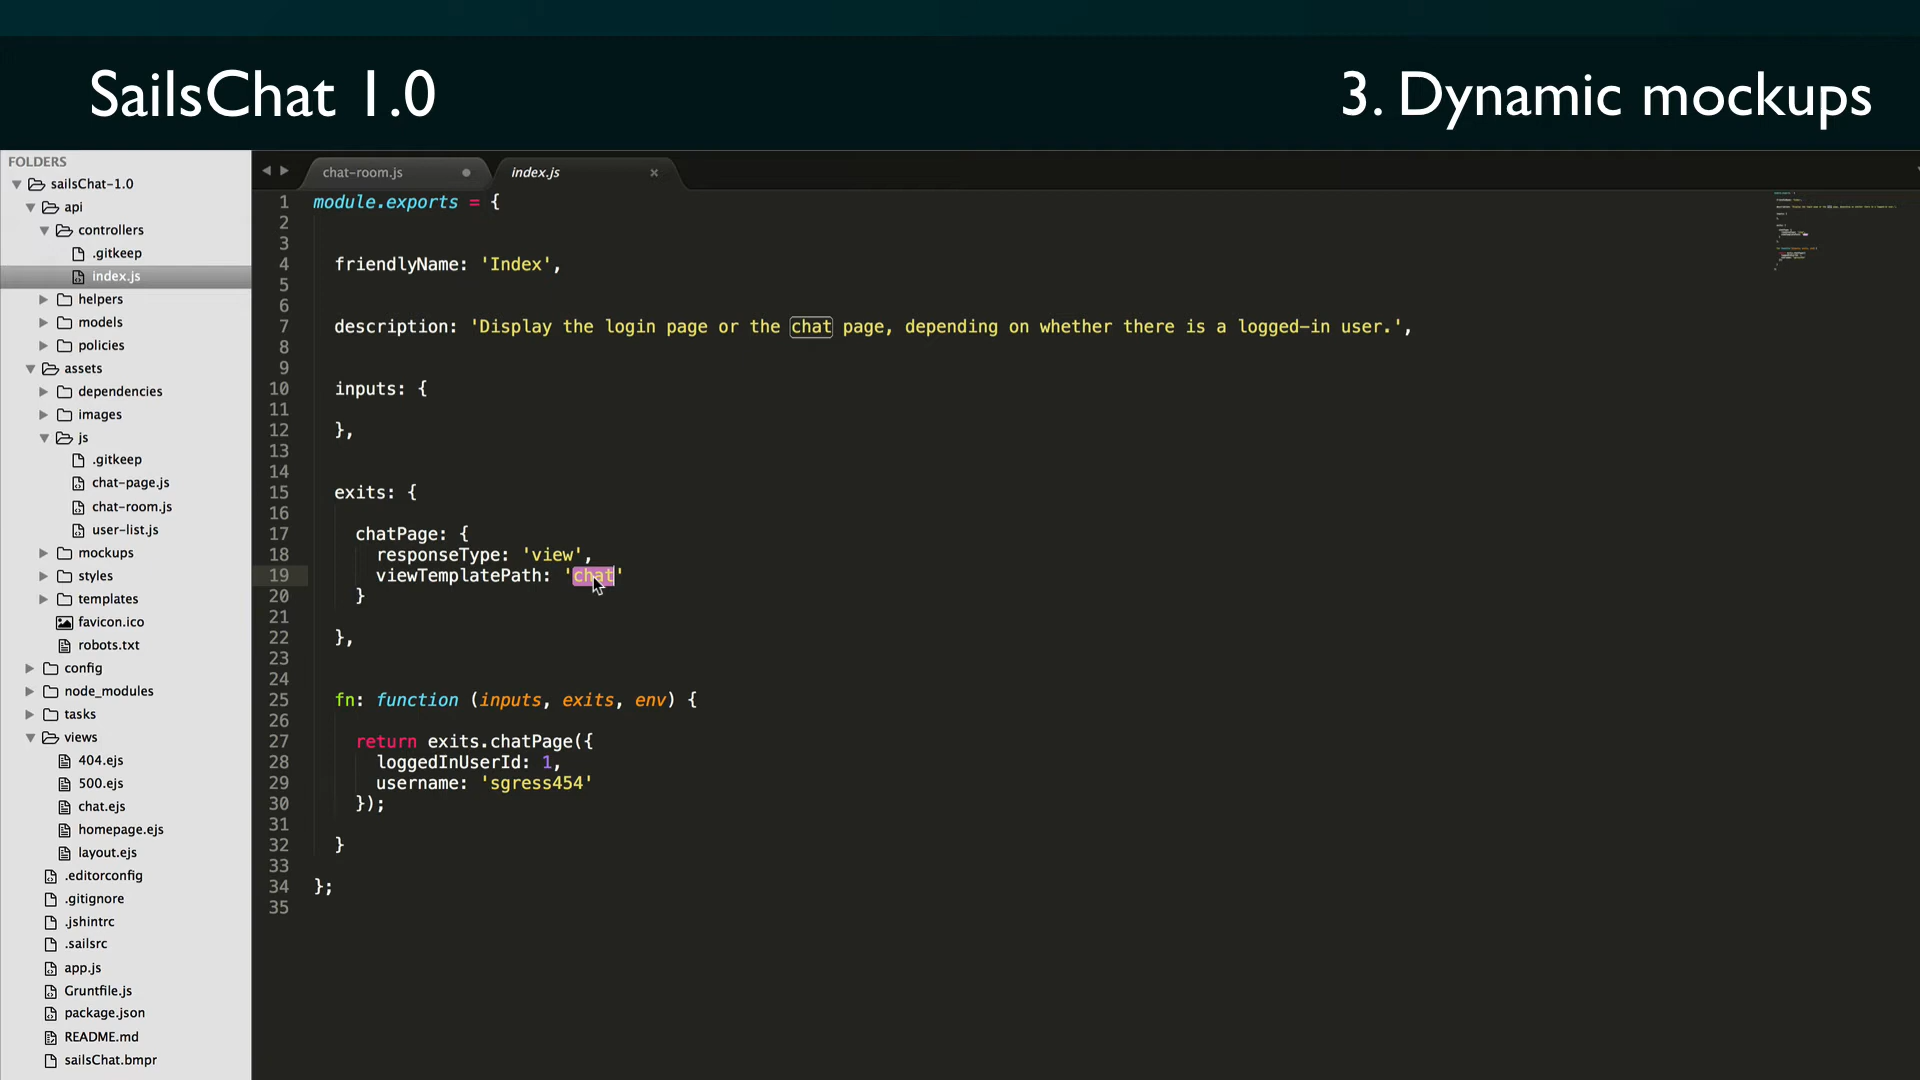 SailsChat 1.0
3. Dynamic mockups
FOLDERS
sailsChat-1.0
api
controllers
.gitkeep
index.js
helpers
models
policies
assets
dependencies
images
js
.gitkeep
chat-page.js
chat-room.js
user-list.js
mockups
styles
templates
favicon.ico
robots.txt
config
node_modules
tasks
views
404.ejs
500.ejs
chat.ejs
homepage.ejs
layout.ejs
.editorconfig
.gitignore
.jshintrc
.sailsrc
app.js
Gruntfile.js
package.json
README.md
sailsChat.bmpr
chat-room.js
index.js
1 module.exports = {
2
3
4 friendlyName: 'Index',
5
6
7 description: 'Display the login page or the chat page, depending on whether there is a logged-in user.',
8
9
10 inputs: {
11
12 },
13
14
15 exits: {
16
17 chatPage: {
18 responseType: 'view',
19 viewTemplatePath: 'chat'
20 }
21
22 },
23
24
25 fn: function (inputs, exits, env) {
26
27 return exits.chatPage({
28 loggedInUserId: 1,
29 username: 'sgress454'
30 });
31
32 }
33
34 };
35